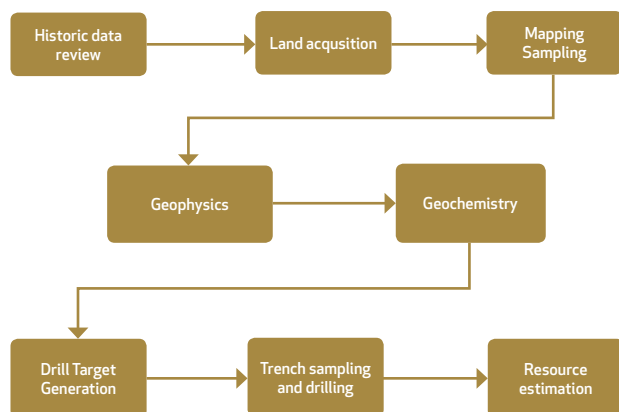 Historic data
review
Land acqusition
Mapping
Sampling
Geophysics
Geochemistry
Drill Target
Generation
Trench sampling
and drilling
Resource
estimation